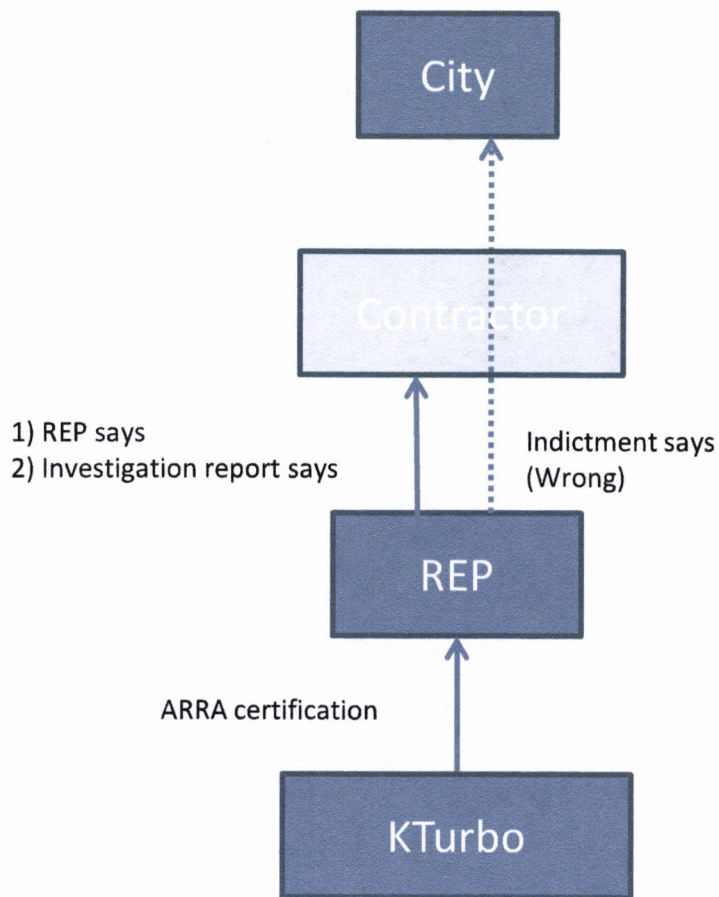 City
Contractor
1) REP says
2) Investigation report says
Indictment says
(Wrong)
REP
ARRA certification
KTurbo